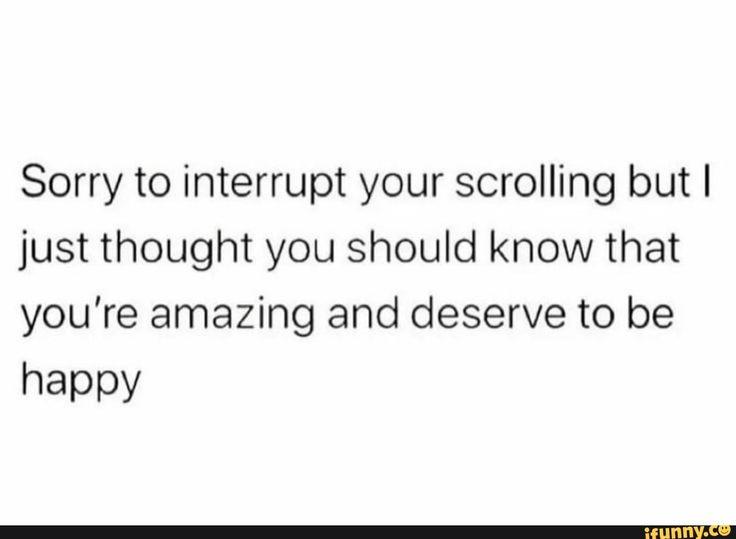 Sorry to interrupt your scrolling but I
just thought you should know that
you're amazing and deserve to be
happy
ifunny.co